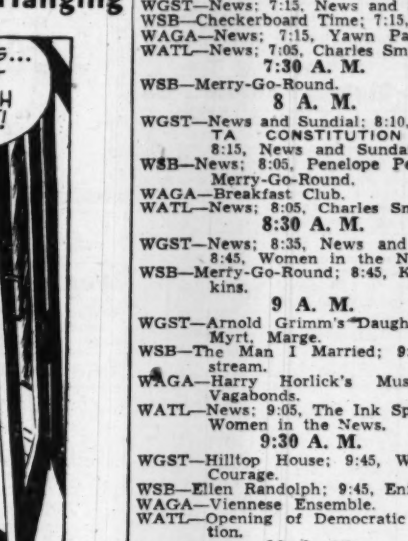 Hanging
WGST—News; 7:15, News and
WSB—Checkerboard Time; 7:15,
WAGA—News; 7:15, Yawn
WATL—News; 7:05, Charles
7:30 A. M.
WSB—Merry-Go-Round.
8 A. M.
WGST—News and Sundial; 8:10,
TA CONSTITUTION
8:15, News and
WSB—News; 8:05, Penelope
Merry-Go-Round.
WAGA—Breakfast Club.
WATL—News; 8:05, Charles
8:30 A. M.
WGST—News; 8:35, News and
8:45, Women in the N
WSB—Merry-Go-Round; 8:45, K
kins.
9 A. M.
WGST—Arnold Grimm's Daugh
Myrt, Marge.
WSB—The Man I Married; 9:
stream.
WAGA—Harry Horlick's Mus
Vagabonds.
WATL—News; 9:05, The Ink Sp
Women in the News.
9:30 A. M.
WGST—Hilltop House; 9:45, W
Courage.
WSB—Ellen Randolph; 9:45,
WAGA—Viennese Ensemble.
WATL—Opening of Democratic
tion.